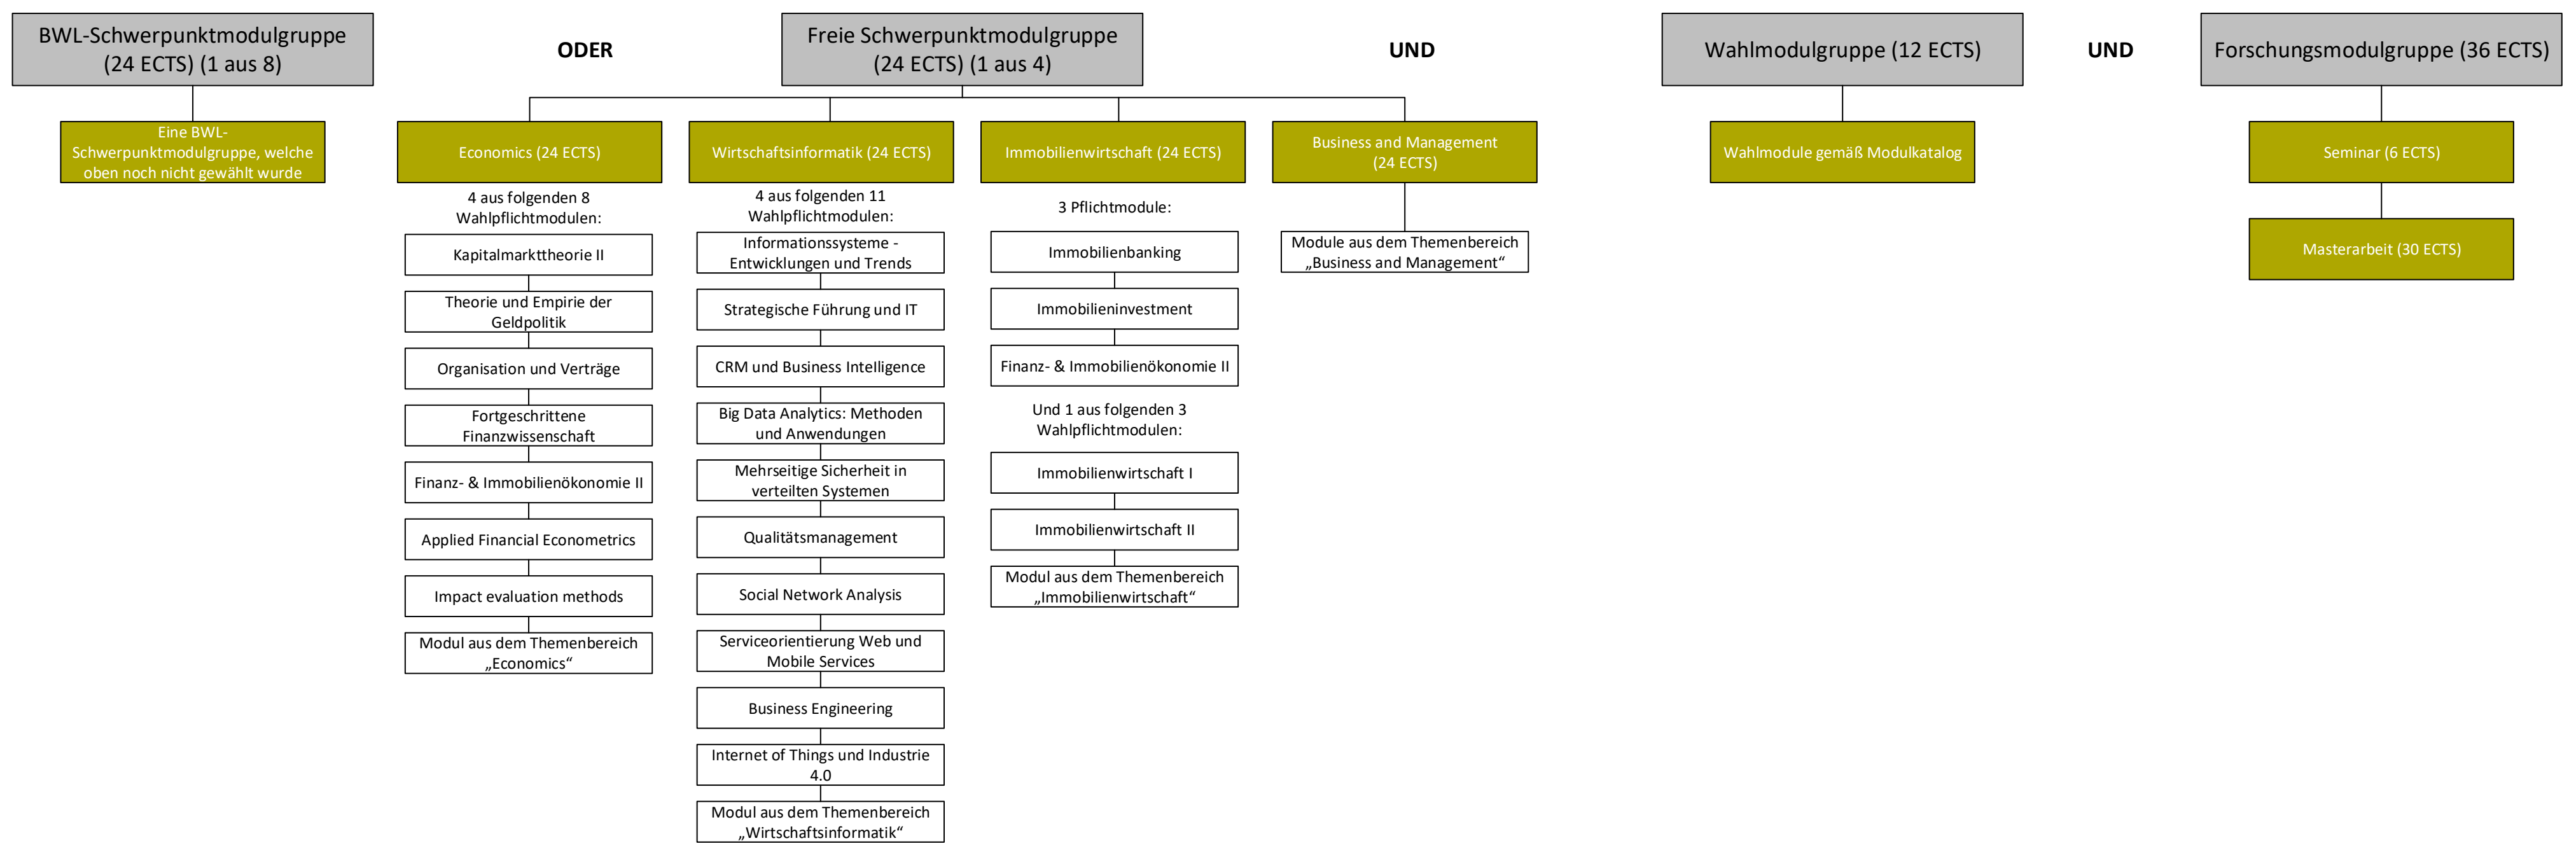 BWL-Schwerpunktmodulgruppe
(24 ECTS) (1 aus 8)
ODER
Freie Schwerpunktmodulgruppe
(24 ECTS) (1 aus 4)
UND
Wahlmodulgruppe (12 ECTS)
UND
Forschungsmodulgruppe (36 ECTS)
Eine BWL-
Schwerpunktmodulgruppe, welche
oben noch nicht gewählt wurde
Economics (24 ECTS)
4 aus folgenden 8
Wahlpflichtmodulen:
Kapitalmarkttheorie II
Theorie und Empirie der
Geldpolitik
Organisation und Verträge
Fortgeschrittene
Finanzwissenschaft
Finanz- & Immobilienökonomie II
Applied Financial Econometrics
Impact evaluation methods
Modul aus dem Themenbereich
„Economics“
Wirtschaftsinformatik (24 ECTS)
4 aus folgenden 11
Wahlpflichtmodulen:
Informationssysteme -
Entwicklungen und Trends
Strategische Führung und IT
CRM und Business Intelligence
Big Data Analytics: Methoden
und Anwendungen
Mehrseitige Sicherheit in
verteilten Systemen
Qualitätsmanagement
Social Network Analysis
Serviceorientierung Web und
Mobile Services
Business Engineering
Internet of Things und Industrie
4.0
Modul aus dem Themenbereich
„Wirtschaftsinformatik“
Immobilienwirtschaft (24 ECTS)
3 Pflichtmodule:
Immobilienbanking
Immobilieninvestment
Finanz- & Immobilienökonomie II
Und 1 aus folgenden 3
Wahlpflichtmodulen:
Immobilienwirtschaft I
Immobilienwirtschaft II
Modul aus dem Themenbereich
„Immobilienwirtschaft“
Business and Management
(24 ECTS)
Module aus dem Themenbereich
„Business and Management“
Wahlmodule gemäß Modulkatalog
Seminar (6 ECTS)
Masterarbeit (30 ECTS)